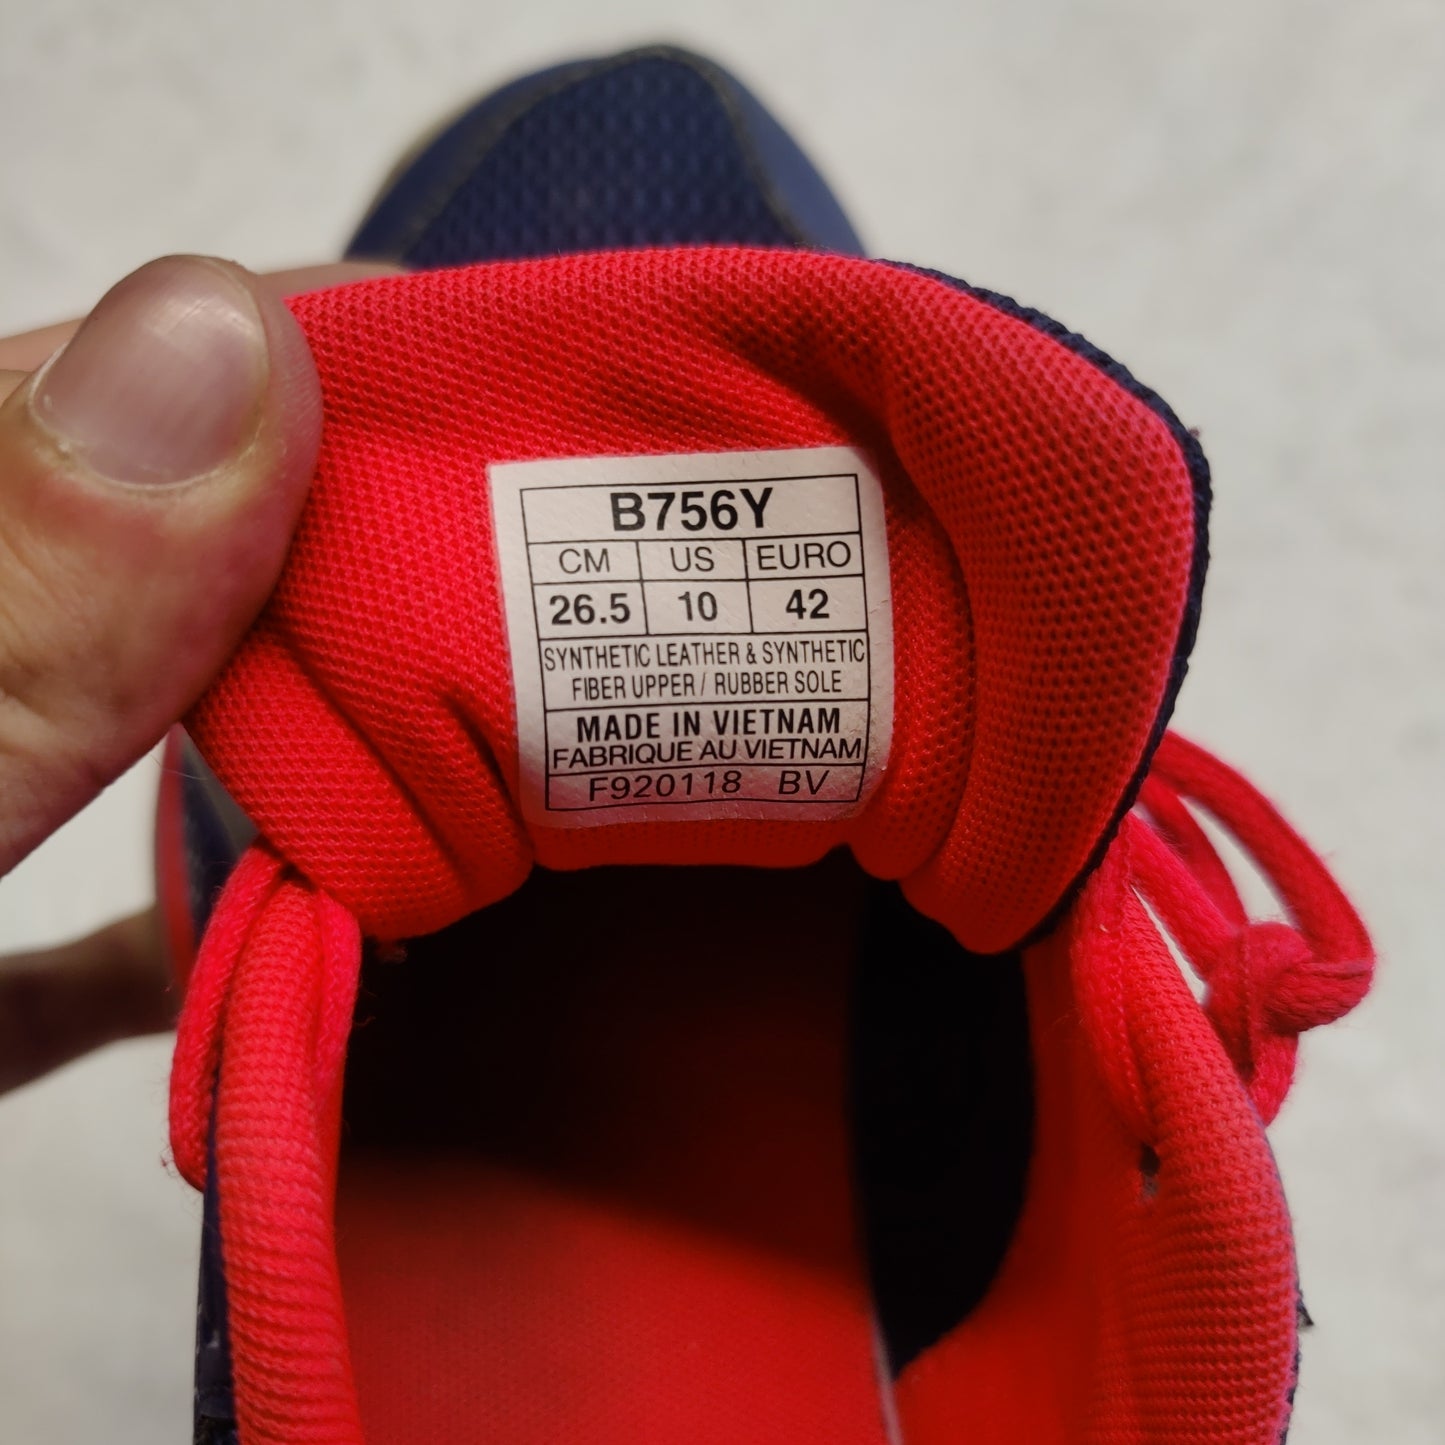 B756Y
CM US EURO
26.5 10 42
SYNTHETIC LEATHER & SYNTHETIC
FIBER UPPER / RUBBER SOLE
MADE IN VIETNAM
FABRIQUE AU VIETNAM
F920118 BV